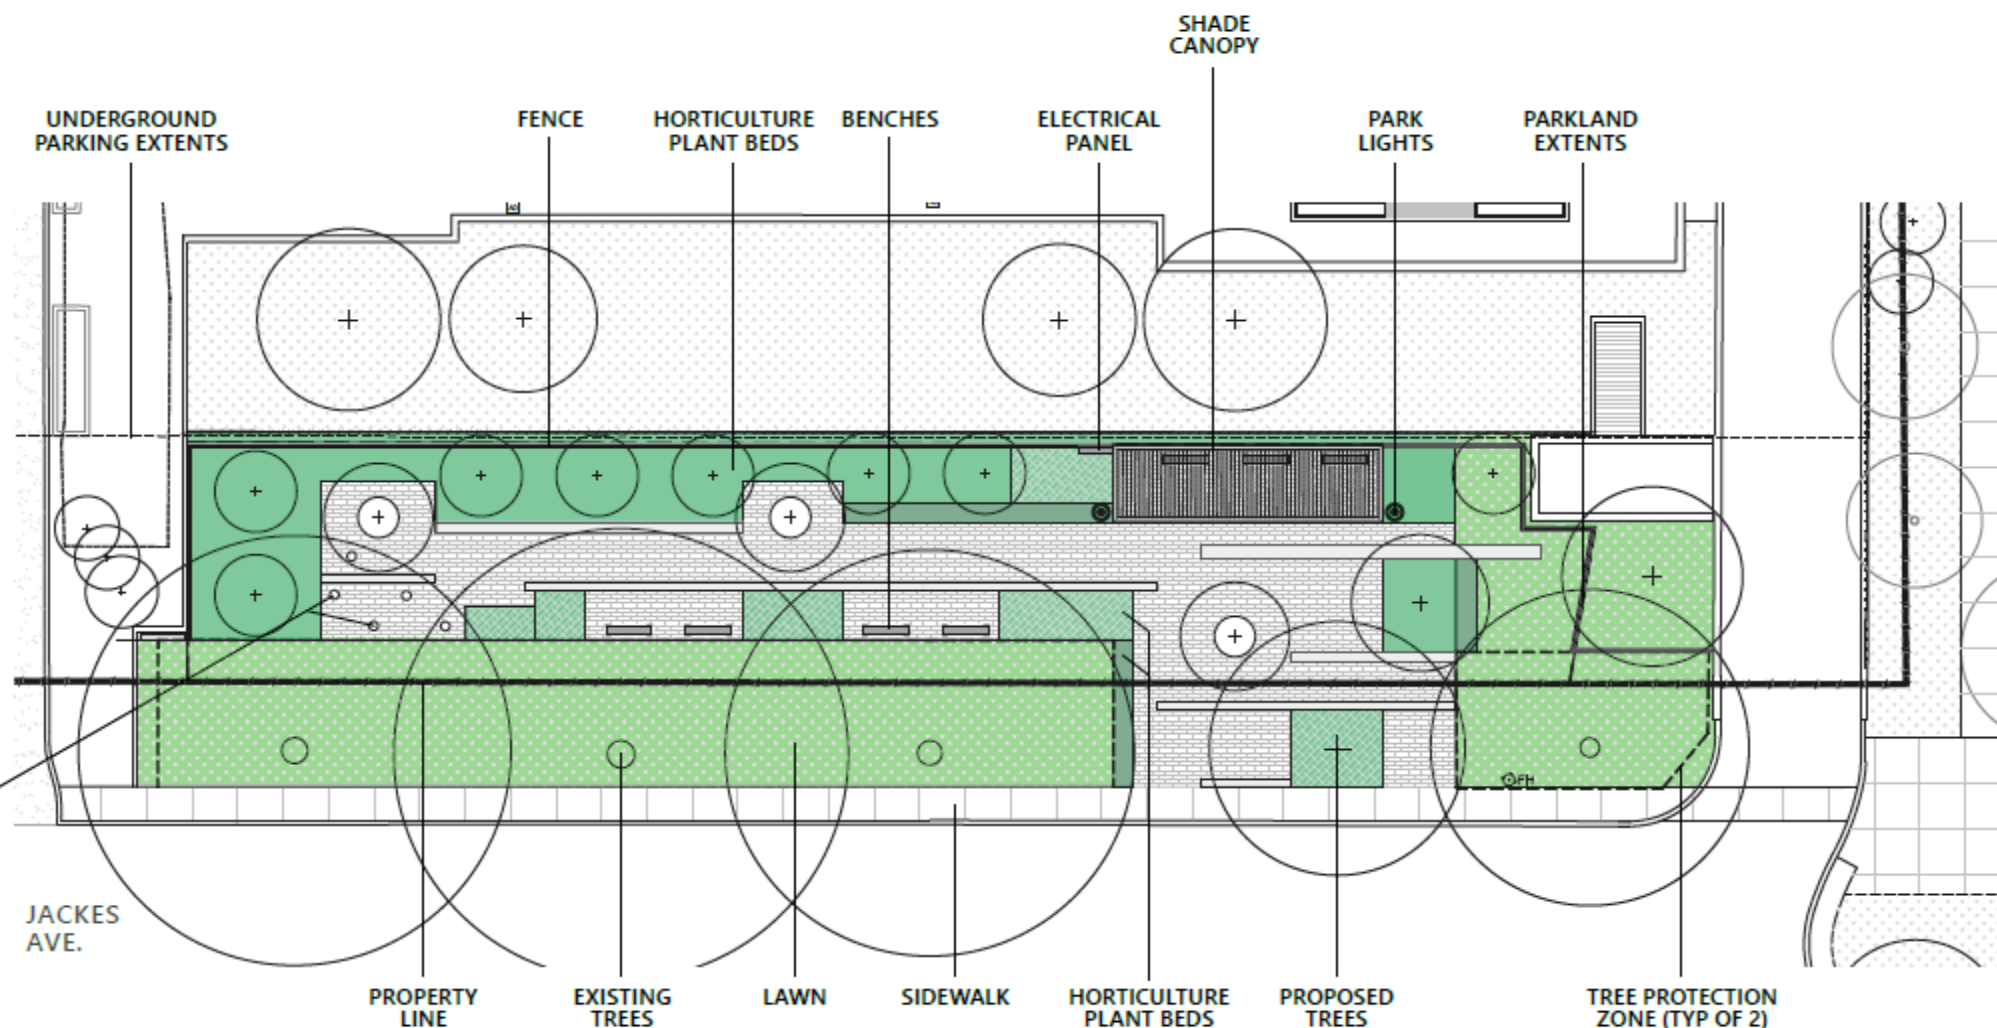 SHADE
CANOPY
UNDERGROUND
PARKING EXTENTS
FENCE
HORTICULTURE
PLANT BEDS
BENCHES
ELECTRICAL
PANEL
PARK
LIGHTS
PARKLAND
EXTENTS
FH
JACKES
AVE.
PROPERTY
LINE
EXISTING
TREES
LAWN
SIDEWALK
HORTICULTURE
PLANT BEDS
PROPOSED
TREES
TREE PROTECTION
ZONE (TYP OF 2)